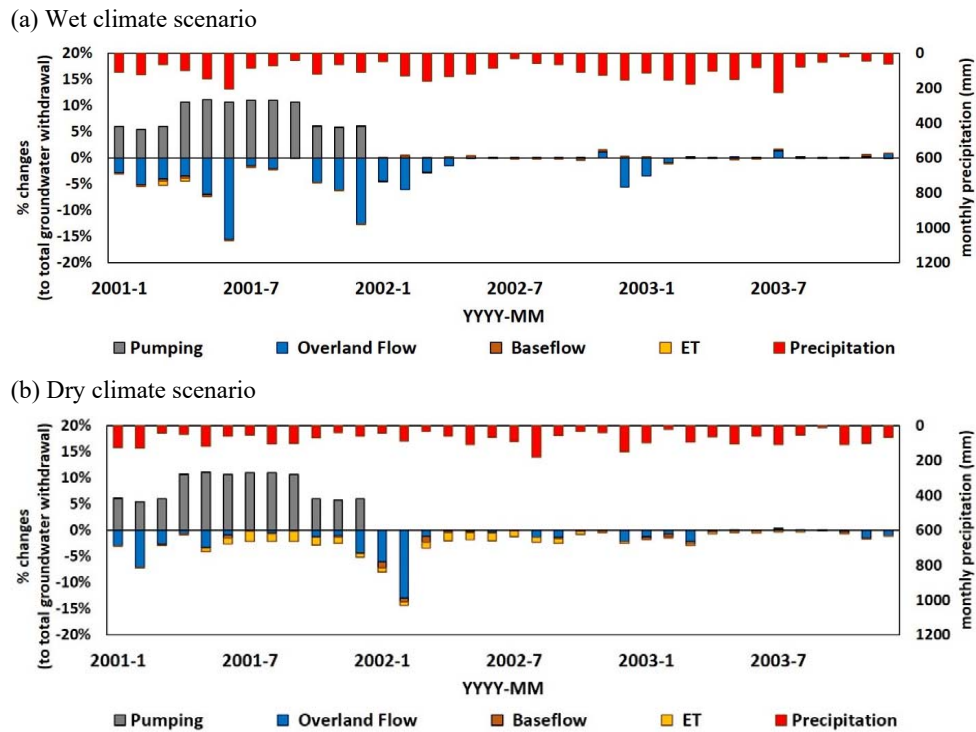 (a) Wet climate scenario
% changes
(to total groundwater withdrawal)
20%
15%
10%
5%
0%
-5%
-10%
-15%
-20%
0
200
400
600
800
1000
1200
monthly precipitation (mm)
2001-1 2001-7 2002-1 2002-7 2003-1 2003-7
YYYY-MM
Pumping Overland Flow Baseflow ET Precipitation
(b) Dry climate scenario
% changes
(to total groundwater withdrawal)
20%
15%
10%
5%
0%
-5%
-10%
-15%
-20%
0
200
400
600
800
1000
1200
monthly precipitation (mm)
2001-1 2001-7 2002-1 2002-7 2003-1 2003-7
YYYY-MM
Pumping Overland Flow Baseflow ET Precipitation